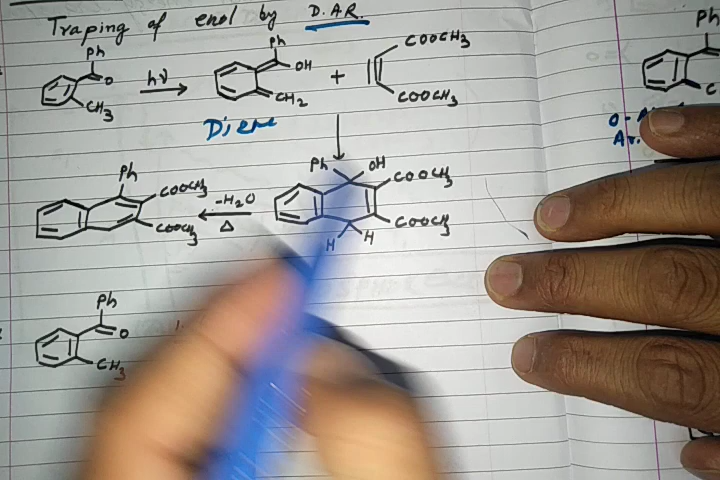 Traping of enol by D.A.R.
Ph
O
CH3
hν
Ph
OH
CH2
+
COOCH3
COOCH3
Diene
Ph
OH
COOCH3
COOCH3
H
H
-H2O
Δ
Ph
COOCH3
COOCH3
Ph
O
CH3
Ph